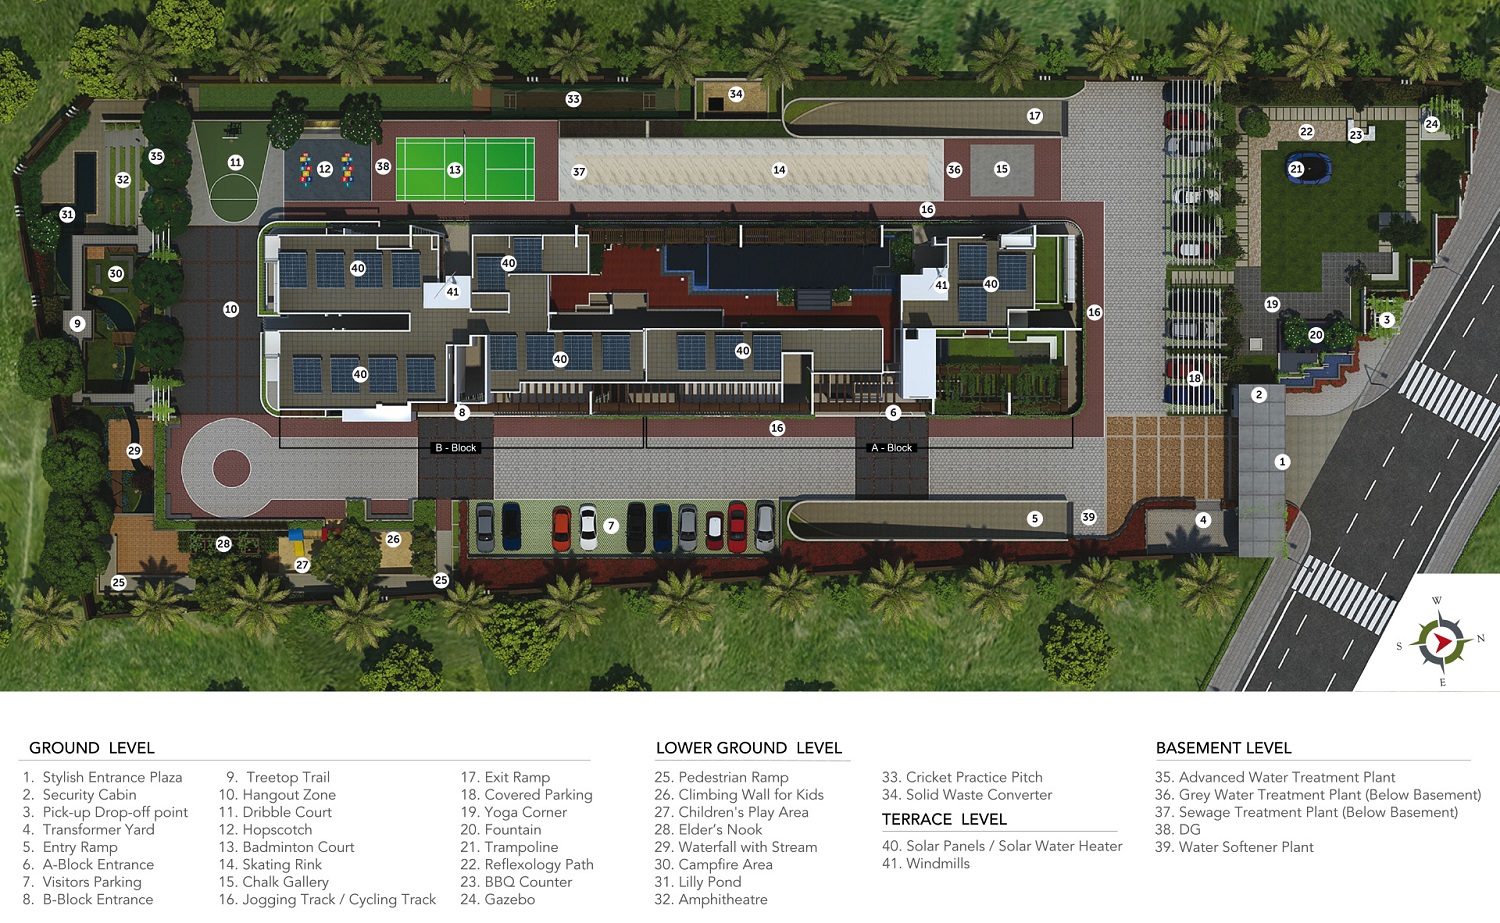 34
33
17
24
22
23
35
11
38
12
13
37
14
36
15
21
32
31
16
30
40
40
41
41
40
19
10
16
3
9
20
40
40
40
18
2
8
6
16
B - Block
A - Block
29
1
7
5
39
4
28
26
27
25
25
W
S
N
E
GROUND LEVEL
1. Stylish Entrance Plaza
2. Security Cabin
3. Pick-up Drop-off point
4. Transformer Yard
5. Entry Ramp
6. A-Block Entrance
7. Visitors Parking
8. B-Block Entrance
9. Treetop Trail
10. Hangout Zone
11. Dribble Court
12. Hopscotch
13. Badminton Court
14. Skating Rink
15. Chalk Gallery
16. Jogging Track / Cycling Track
17. Exit Ramp
18. Covered Parking
19. Yoga Corner
20. Fountain
21. Trampoline
22. Reflexology Path
23. BBQ Counter
24. Gazebo
LOWER GROUND LEVEL
25. Pedestrian Ramp
26. Climbing Wall for Kids
27. Children's Play Area
28. Elder's Nook
29. Waterfall with Stream
30. Campfire Area
31. Lilly Pond
32. Amphitheatre
33. Cricket Practice Pitch
34. Solid Waste Converter
TERRACE LEVEL
40. Solar Panels / Solar Water Heater
41. Windmills
BASEMENT LEVEL
35. Advanced Water Treatment Plant
36. Grey Water Treatment Plant (Below Basement)
37. Sewage Treatment Plant (Below Basement)
38. DG
39. Water Softener Plant